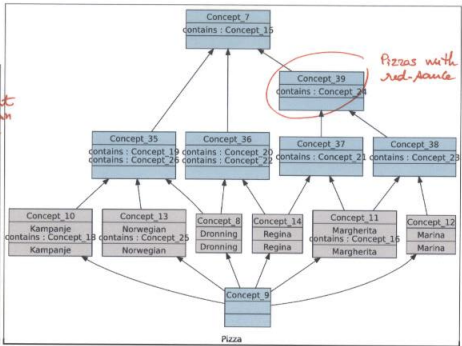 Concept_7
contains : Concept_15
Pizzas with
red-sauce
Concept_39
contains : Concept_24
Concept_35
contains : Concept_19
contains : Concept_26
Concept_36
contains : Concept_20
contains : Concept_22
Concept_37
contains : Concept_21
Concept_38
contains : Concept_23
Concept_10
Kampanje
contains : Concept_18
Kampanje
Concept_13
Norwegian
contains : Concept_25
Norwegian
Concept_8
Dronning
Dronning
Concept_14
Regina
Regina
Concept_11
Margherita
contains : Concept_16
Margherita
Concept_12
Marina
Marina
Concept_9
Pizza